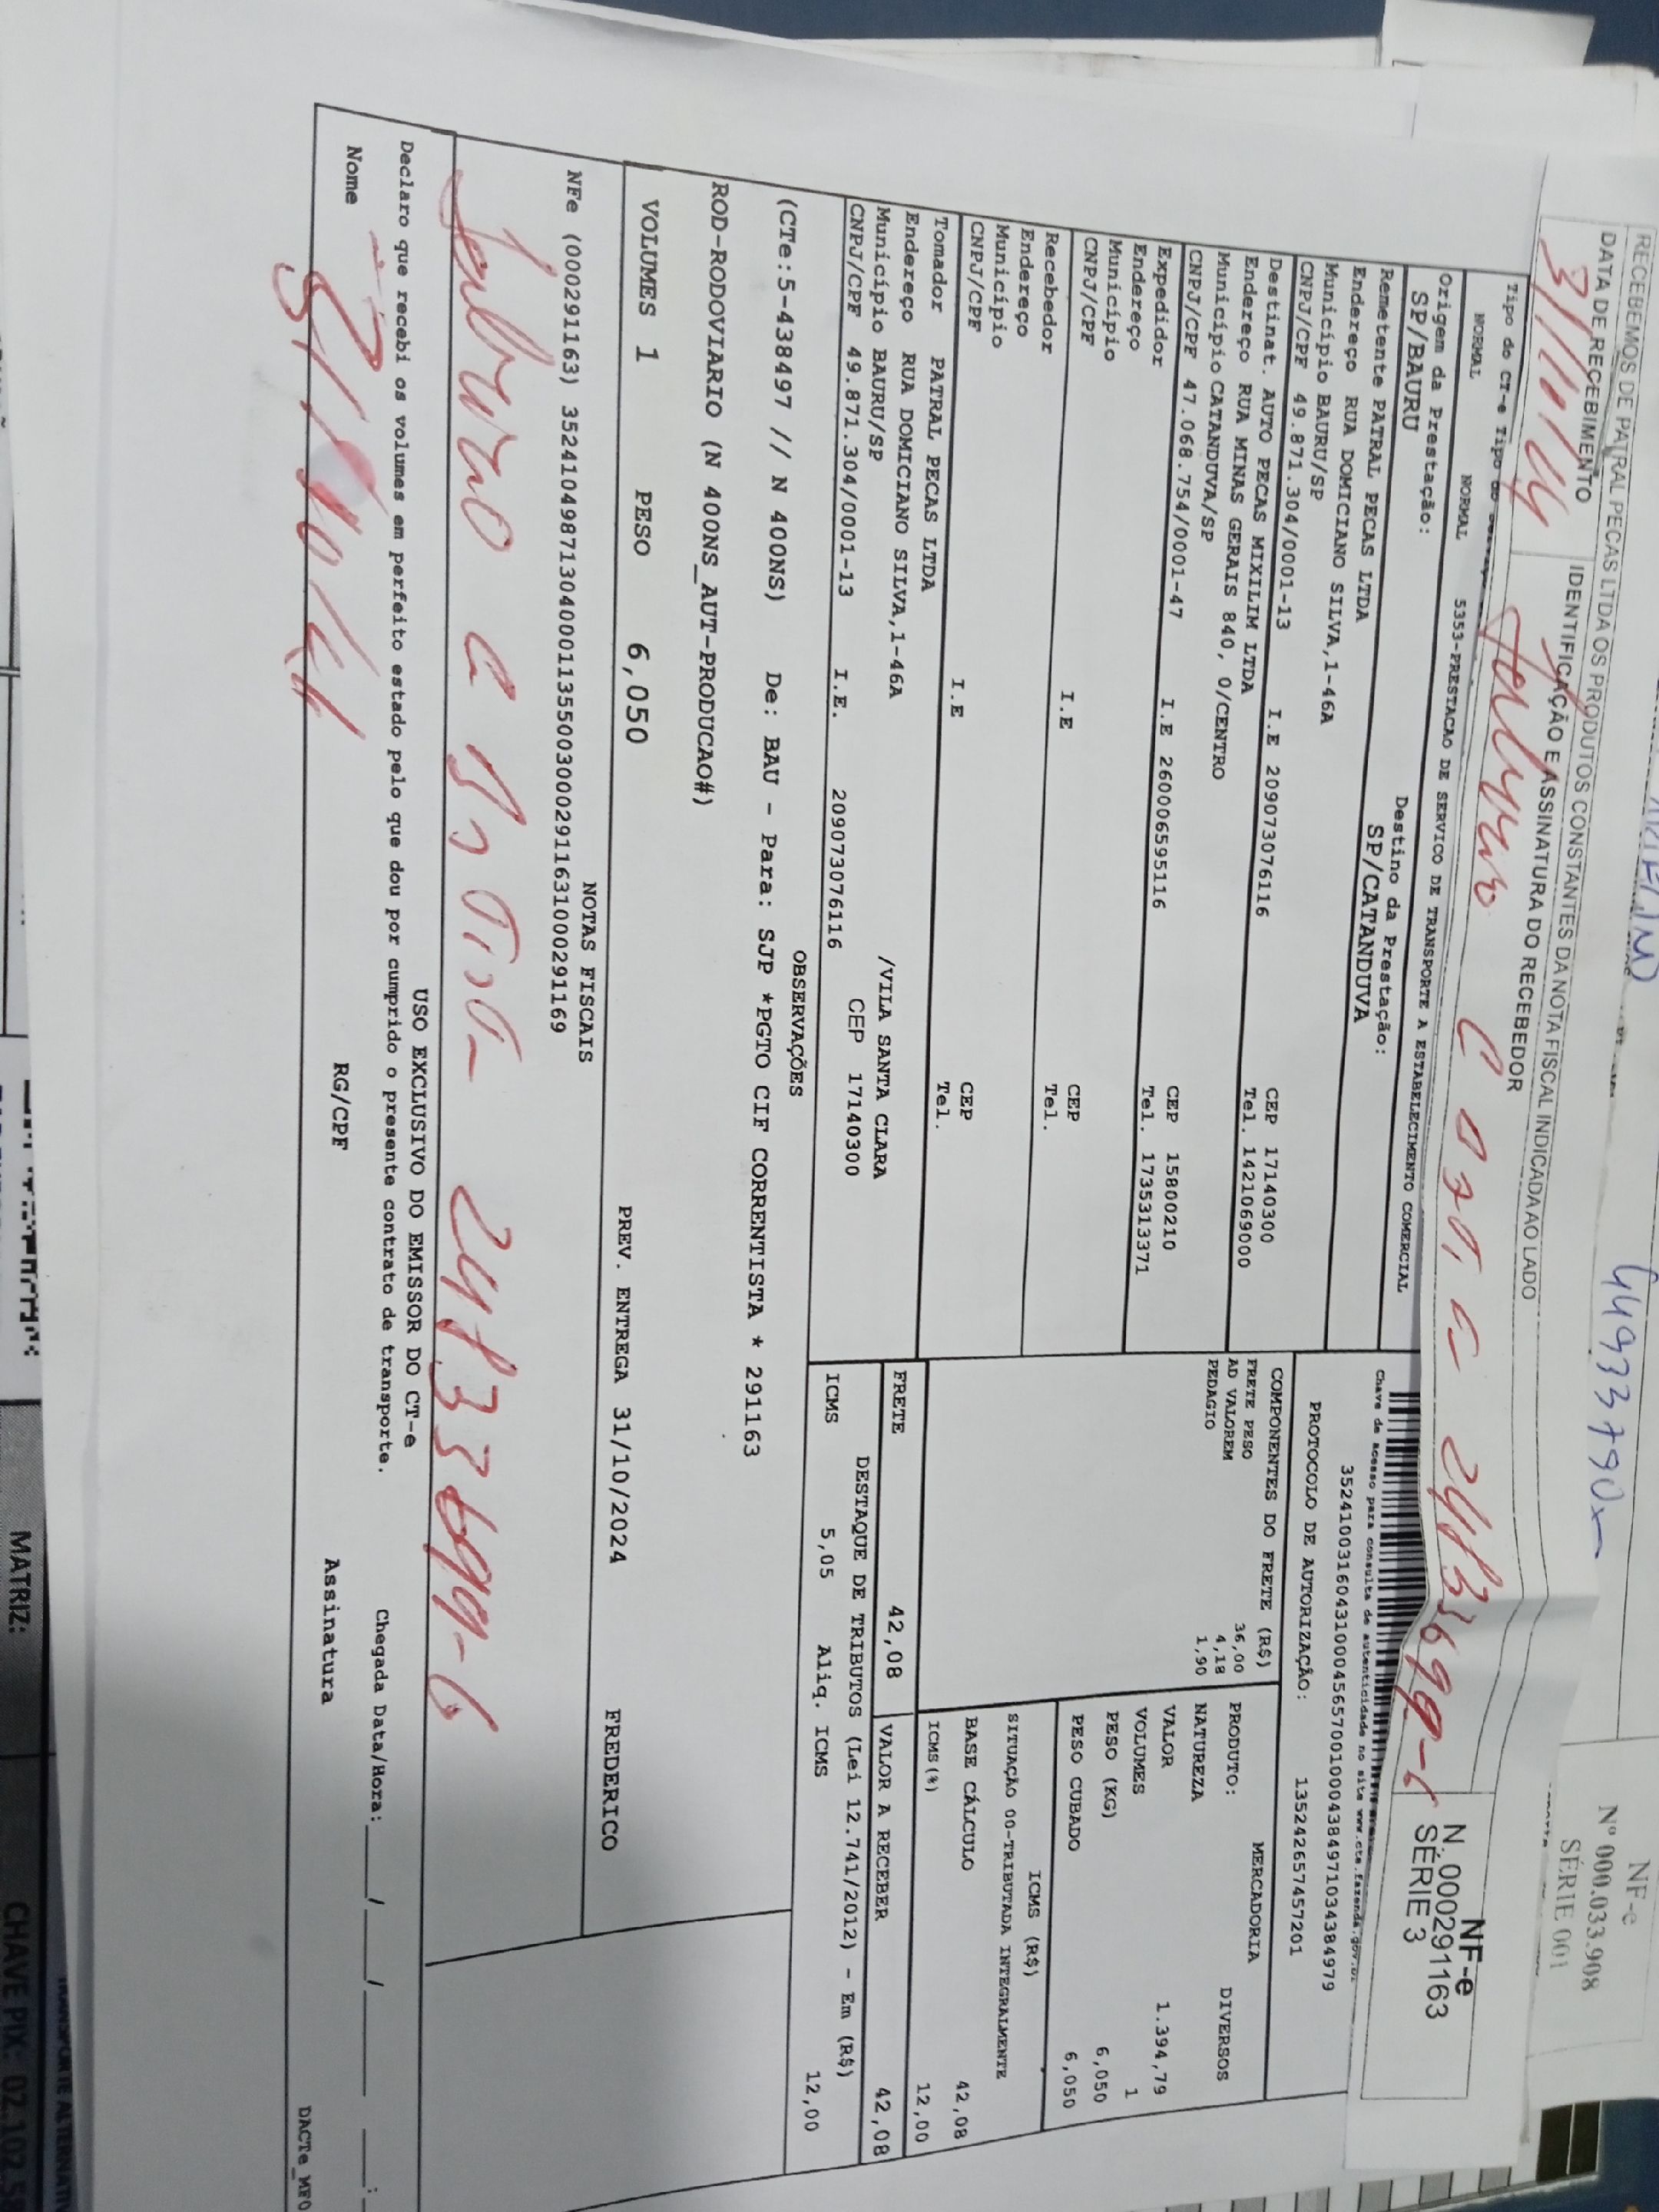 RECEBEMOS DE PATRAL PECAS LTDA OS PRODUTOS CONSTANTES DA NOTA FISCAL INDICADA AO LADO
DATA DE RECEBIMENTO
IDENTIFICAÇÃO E ASSINATURA DO RECEBEDOR
NF-e
Nº 000.033.908
SÉRIE 001
NF-e
N. 000291163
SÉRIE 3
Tipo do CT-e Tipo do
NORMAL NORMAL 5353-PRESTACAO DE SERVICO DE TRANSPORTE A ESTABELECIMENTO COMERCIAL
Chave de acesso para consulta de autenticidade no site www.cte.fazenda.gov.br
35241003160431000456570010004384971034384979
Origem da Prestação: Destino da Prestação:
SP/BAURU SP/CATANDUVA
PROTOCOLO DE AUTORIZAÇÃO: 135242657457201
Remetente PATRAL PECAS LTDA
Endereço RUA DOMICIANO SILVA,1-46A
Município BAURU/SP CEP 17140300
CNPJ/CPF 49.871.304/0001-13 I.E 209073076116 Tel. 1421069000
Destinat. AUTO PECAS MIXILIM LTDA
Endereço RUA MINAS GERAIS 840, 0/CENTRO
Município CATANDUVA/SP CEP 15800210
CNPJ/CPF 47.068.754/0001-47 I.E 260006595116 Tel. 1735313371
Expedidor
Endereço
Município CEP
CNPJ/CPF I.E Tel.
Recebedor
Endereço
Município CEP
CNPJ/CPF I.E Tel.
Tomador PATRAL PECAS LTDA
Endereço RUA DOMICIANO SILVA,1-46A /VILA SANTA CLARA
Município BAURU/SP CEP 17140300
CNPJ/CPF 49.871.304/0001-13 I.E. 209073076116
COMPONENTES DO FRETE (R$)
FRETE PESO 36,00
AD VALOREM 4,18
PEDAGIO 1,90
MERCADORIA
PRODUTO: DIVERSOS
NATUREZA
VALOR 1.394,79
VOLUMES 1
PESO (KG) 6,050
PESO CUBADO 6,050
ICMS (R$)
SITUAÇÃO 00-TRIBUTADA INTEGRALMENTE
BASE CÁLCULO 42,08
ICMS(%) 12,00
FRETE 42,08 VALOR A RECEBER 42,08
DESTAQUE DE TRIBUTOS (Lei 12.741/2012) - Em (R$)
ICMS 5,05 Aliq. ICMS 12,00
OBSERVAÇÕES
(CTe:5-438497 // N 400NS) De: BAU - Para: SJP *PGTO CIF CORRENTISTA * 291163
ROD-RODOVIARIO (N 400NS_AUT-PRODUCAO#)
VOLUMES 1 PESO 6,050 PREV. ENTREGA 31/10/2024 FREDERICO
NOTAS FISCAIS
NFe (000291163) 35241049871304000113550030002911631000291169
USO EXCLUSIVO DO EMISSOR DO CT-e
Declaro que recebi os volumes em perfeito estado pelo que dou por cumprido o presente contrato de transporte. Chegada Data/Hora:___/___/_____ __:
Nome RG/CPF Assinatura
DACTe_MF0
MATRIZ:
CHAVE PIX: 02.102.5